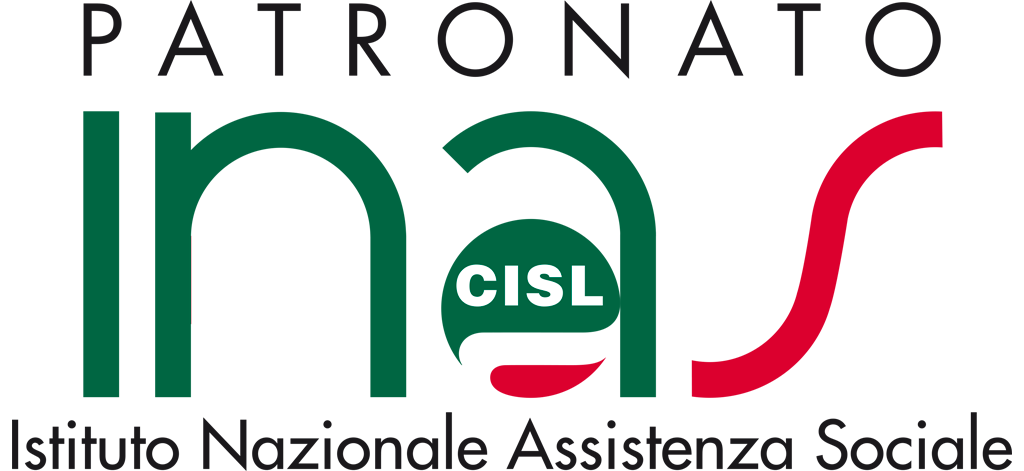 PATRONATO
inas
CISL
Istituto Nazionale Assistenza Sociale